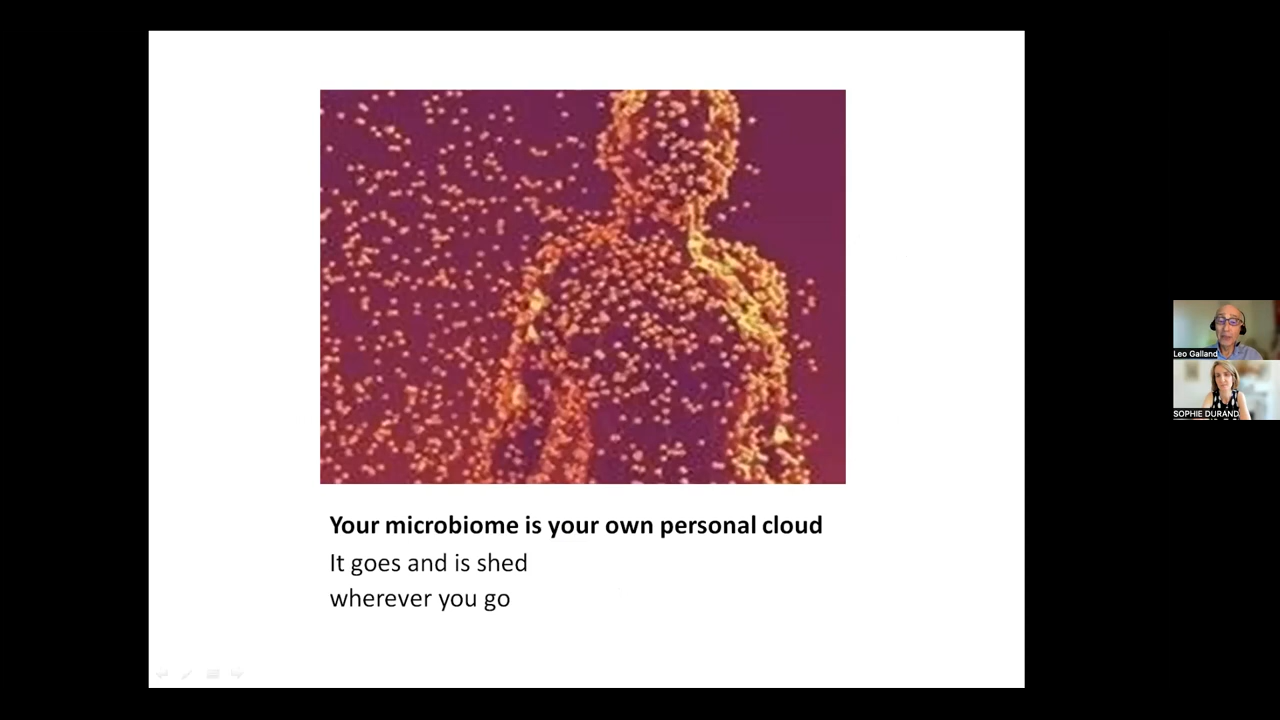 Your microbiome is your own personal cloud
It goes and is shed
wherever you go
Leo Galland
SOPHIE DURAND